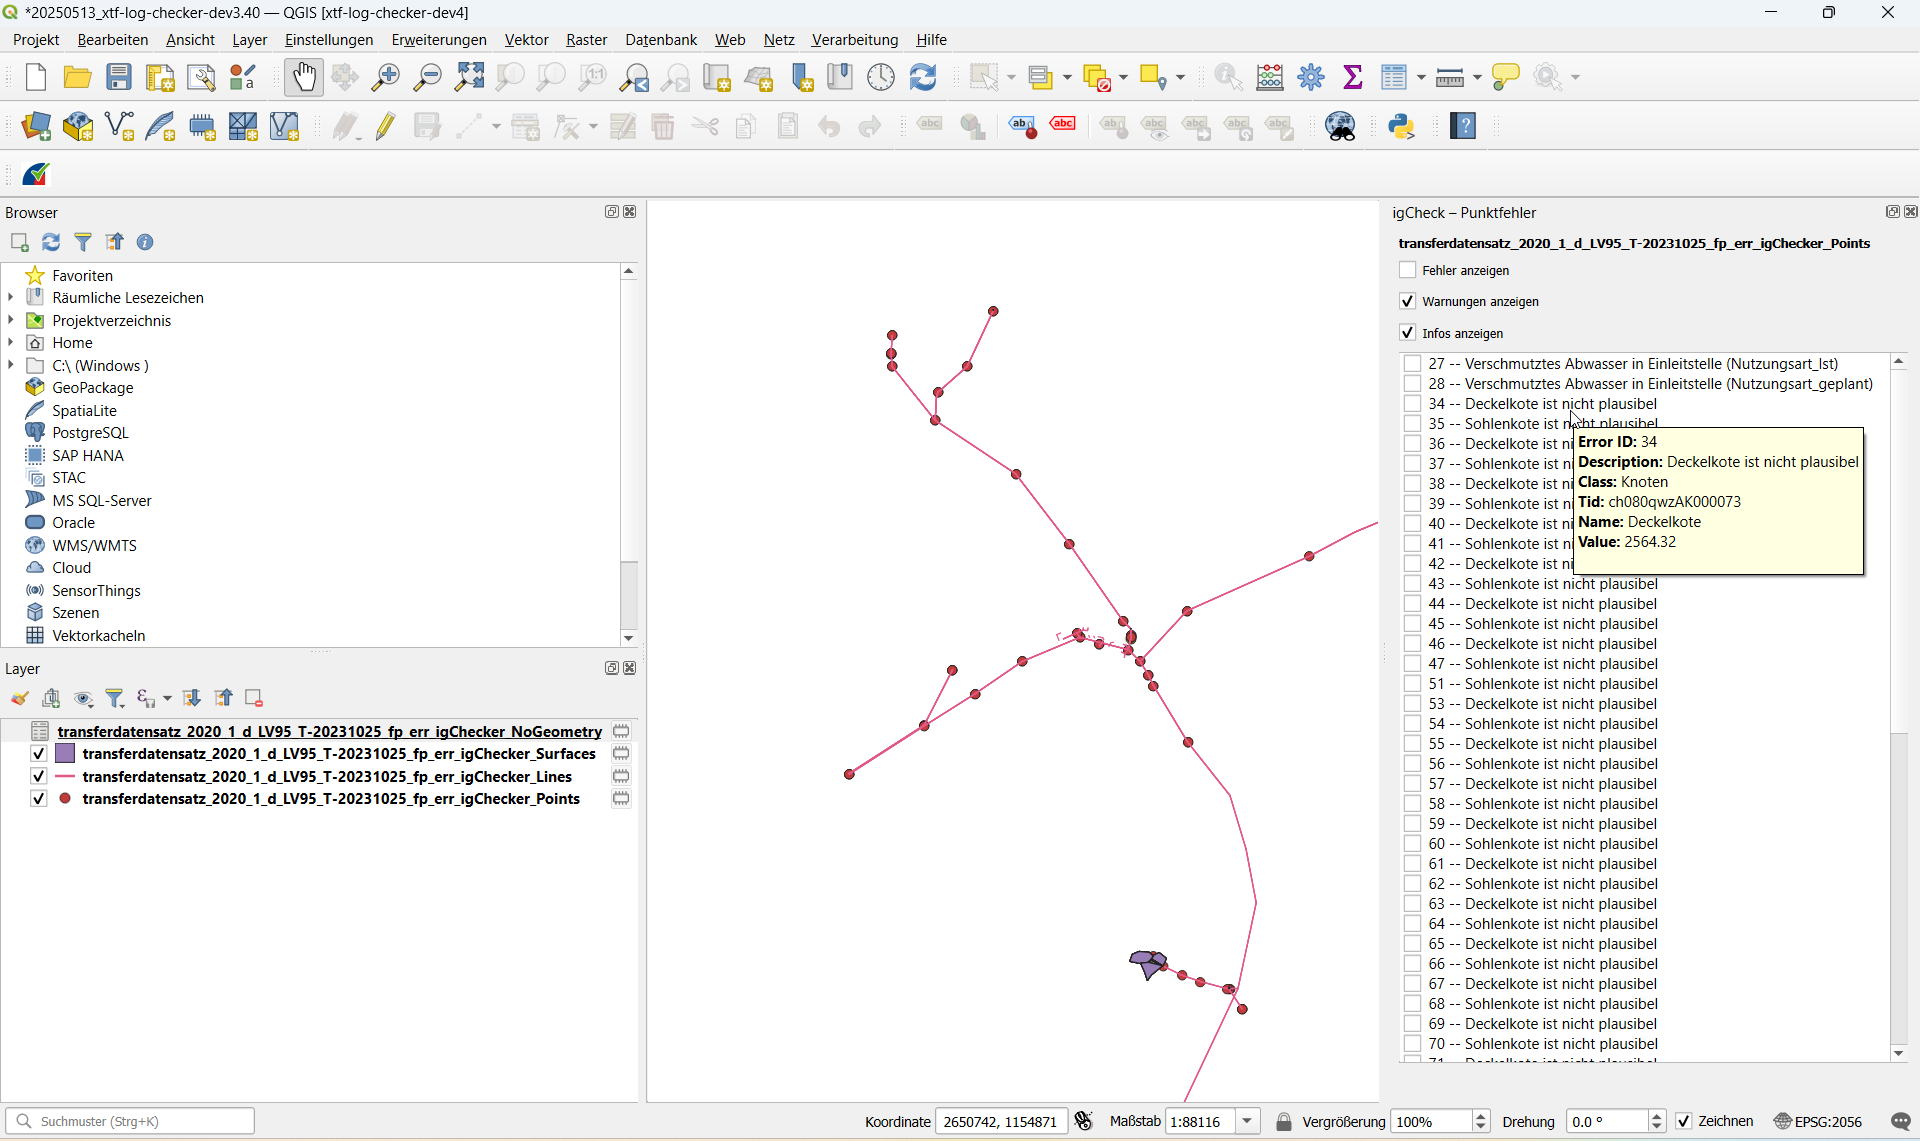 *20250513_xtf-log-checker-dev3.40 — QGIS [xtf-log-checker-dev4]
Projekt Bearbeiten Ansicht Layer Einstellungen Erweiterungen Vektor Raster Datenbank Web Netz Verarbeitung Hilfe
Browser
Favoriten
Räumliche Lesezeichen
Projektverzeichnis
Home
C:\ (Windows )
GeoPackage
SpatiaLite
PostgreSQL
SAP HANA
STAC
MS SQL-Server
Oracle
WMS/WMTS
Cloud
SensorThings
Szenen
Vektorkacheln
Layer
transferdatensatz_2020_1_d_LV95_T-20231025_fp_err_igChecker_NoGeometry
transferdatensatz_2020_1_d_LV95_T-20231025_fp_err_igChecker_Surfaces
transferdatensatz_2020_1_d_LV95_T-20231025_fp_err_igChecker_Lines
transferdatensatz_2020_1_d_LV95_T-20231025_fp_err_igChecker_Points
igCheck – Punktfehler
transferdatensatz_2020_1_d_LV95_T-20231025_fp_err_igChecker_Points
Fehler anzeigen
Warnungen anzeigen
Infos anzeigen
27 -- Verschmutztes Abwasser in Einleitstelle (Nutzungsart_Ist)
28 -- Verschmutztes Abwasser in Einleitstelle (Nutzungsart_geplant)
34 -- Deckelkote ist nicht plausibel
35 -- Sohlenkote ist nicht plausibel
36 -- Deckelkote ist ni
37 -- Sohlenkote ist ni
38 -- Deckelkote ist ni
39 -- Sohlenkote ist ni
40 -- Deckelkote ist ni
41 -- Sohlenkote ist ni
42 -- Deckelkote ist ni
Error ID: 34
Description: Deckelkote ist nicht plausibel
Class: Knoten
Tid: ch080qwzAK000073
Name: Deckelkote
Value: 2564.32
43 -- Sohlenkote ist nicht plausibel
44 -- Deckelkote ist nicht plausibel
45 -- Sohlenkote ist nicht plausibel
46 -- Deckelkote ist nicht plausibel
47 -- Sohlenkote ist nicht plausibel
51 -- Sohlenkote ist nicht plausibel
53 -- Deckelkote ist nicht plausibel
54 -- Sohlenkote ist nicht plausibel
55 -- Deckelkote ist nicht plausibel
56 -- Sohlenkote ist nicht plausibel
57 -- Deckelkote ist nicht plausibel
58 -- Sohlenkote ist nicht plausibel
59 -- Deckelkote ist nicht plausibel
60 -- Sohlenkote ist nicht plausibel
61 -- Deckelkote ist nicht plausibel
62 -- Sohlenkote ist nicht plausibel
63 -- Deckelkote ist nicht plausibel
64 -- Sohlenkote ist nicht plausibel
65 -- Deckelkote ist nicht plausibel
66 -- Sohlenkote ist nicht plausibel
67 -- Deckelkote ist nicht plausibel
68 -- Sohlenkote ist nicht plausibel
69 -- Deckelkote ist nicht plausibel
70 -- Sohlenkote ist nicht plausibel
71 -- Deckelkote ist nicht plausibel
Suchmuster (Strg+K)
Koordinate 2650742, 1154871 Maßstab 1:88116 Vergrößerung 100% Drehung 0.0 ° Zeichnen EPSG:2056